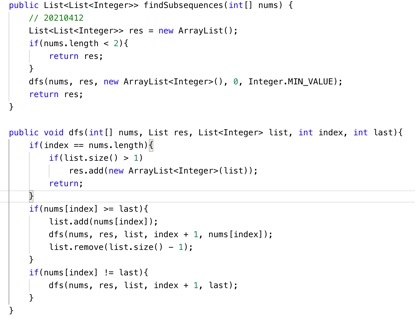 public List<List<Integer>> findSubsequences(int[] nums) {
// 20210412
List<List<Integer>> res = new ArrayList();
if(nums.length < 2){
return res;
}
dfs(nums, res, new ArrayList<Integer>(), 0, Integer.MIN_VALUE);
return res;
}
public void dfs(int[] nums, List res, List<Integer> list, int index, int last){
if(index == nums.length){
if(list.size() > 1)
res.add(new ArrayList<Integer>(list));
return;
}
if(nums[index] >= last){
list.add(nums[index]);
dfs(nums, res, list, index + 1, nums[index]);
list.remove(list.size() - 1);
}
if(nums[index] != last){
dfs(nums, res, list, index + 1, last);
}
}